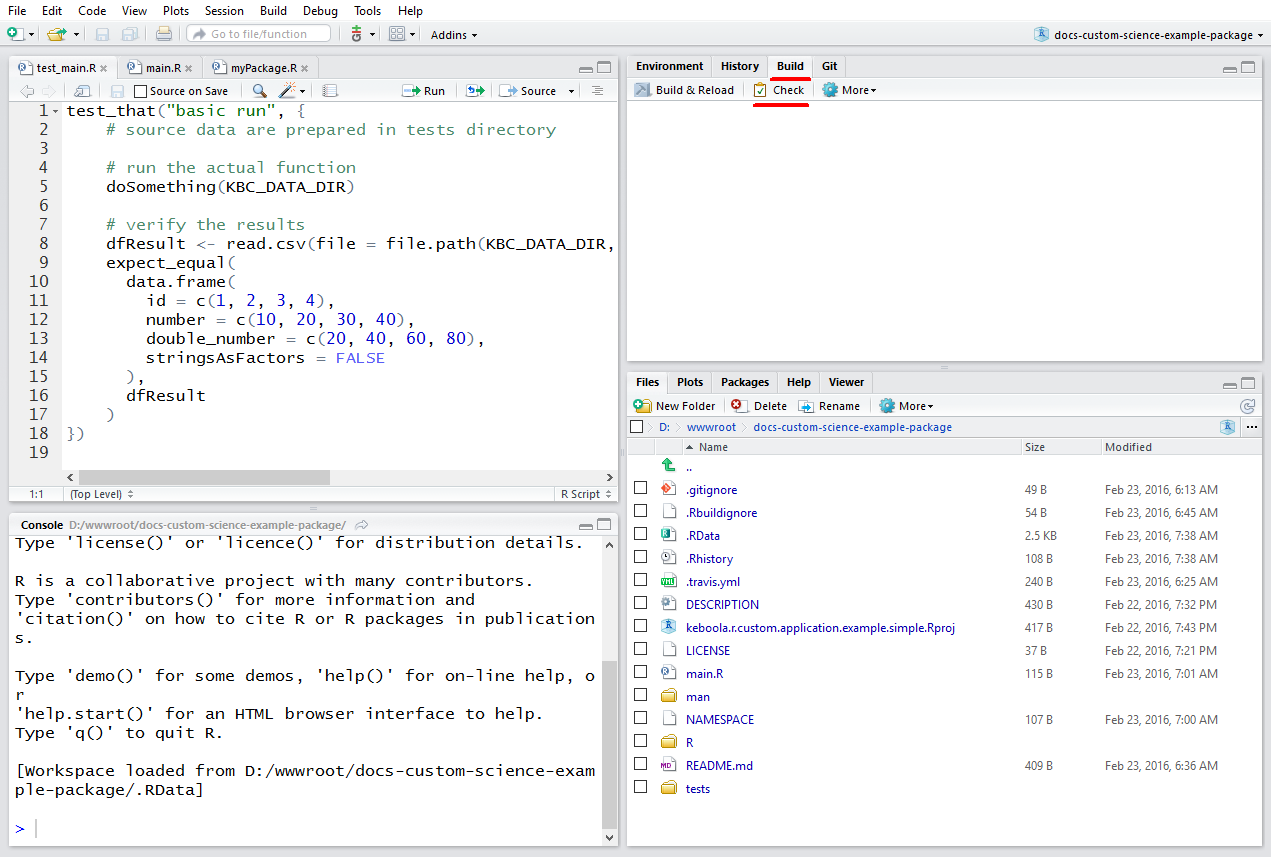 File Edit Code View Plots Session Build Debug Tools Help
Go to file/function Addins docs-custom-science-example-package
test_main.R main.R myPackage.R
Source on Save Run Source
1 test_that("basic run", {
2 # source data are prepared in tests directory
3
4 # run the actual function
5 doSomething(KBC_DATA_DIR)
6
7 # verify the results
8 dfResult <- read.csv(file = file.path(KBC_DATA_DIR,
9 expect_equal(
10 data.frame(
11 id = c(1, 2, 3, 4),
12 number = c(10, 20, 30, 40),
13 double_number = c(20, 40, 60, 80),
14 stringsAsFactors = FALSE
15 ),
16 dfResult
17 )
18 })
19
1:1 (Top Level) R Script
Console D:/wwwroot/docs-custom-science-example-package/
Type 'license()' or 'licence()' for distribution details.
R is a collaborative project with many contributors.
Type 'contributors()' for more information and
'citation()' on how to cite R or R packages in publication
s.
Type 'demo()' for some demos, 'help()' for on-line help, o
r
'help.start()' for an HTML browser interface to help.
Type 'q()' to quit R.
[Workspace loaded from D:/wwwroot/docs-custom-science-exam
ple-package/.RData]
>
Environment History Build Git
Build & Reload Check More
Files Plots Packages Help Viewer
New Folder Delete Rename More
D: wwwroot docs-custom-science-example-package R ...
Name Size Modified
..
.gitignore 49 B Feb 23, 2016, 6:13 AM
.Rbuildignore 54 B Feb 23, 2016, 6:45 AM
.RData 2.5 KB Feb 23, 2016, 7:38 AM
.Rhistory 108 B Feb 23, 2016, 7:38 AM
YML .travis.yml 240 B Feb 23, 2016, 6:25 AM
DESCRIPTION 430 B Feb 22, 2016, 7:32 PM
keboola.r.custom.application.example.simple.Rproj 417 B Feb 22, 2016, 7:43 PM
LICENSE 37 B Feb 22, 2016, 7:21 PM
main.R 115 B Feb 23, 2016, 7:01 AM
man
NAMESPACE 107 B Feb 23, 2016, 7:00 AM
R
MD README.md 409 B Feb 23, 2016, 6:36 AM
tests